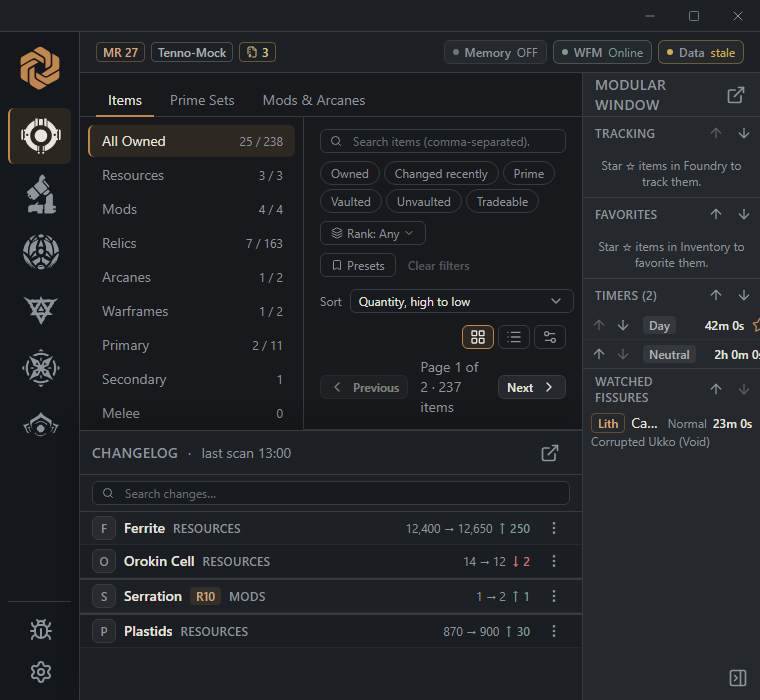 MR 27 Tenno-Mock 3 Memory OFF WFM Online Data stale
Items Prime Sets Mods & Arcanes
All Owned 25 / 238
Resources 3 / 3
Mods 4 / 4
Relics 7 / 163
Arcanes 1 / 2
Warframes 1 / 2
Primary 2 / 11
Secondary 1
Melee 0
Search items (comma-separated).
Owned Changed recently Prime
Vaulted Unvaulted Tradeable
Rank: Any
Presets Clear filters
Sort Quantity, high to low
Previous
Page 1 of
2 · 237
items
Next
CHANGELOG · last scan 13:00
Search changes...
F Ferrite RESOURCES 12,400 → 12,650 ↑ 250
O Orokin Cell RESOURCES 14 → 12 ↓ 2
S Serration R10 MODS 1 → 2 ↑ 1
P Plastids RESOURCES 870 → 900 ↑ 30
MODULAR
WINDOW
TRACKING
Star ☆ items in Foundry to
track them.
FAVORITES
Star ☆ items in Inventory to
favorite them.
TIMERS (2)
Day 42m 0s
Neutral 2h 0m 0s
WATCHED
FISSURES
Lith Ca... Normal 23m 0s
Corrupted Ukko (Void)